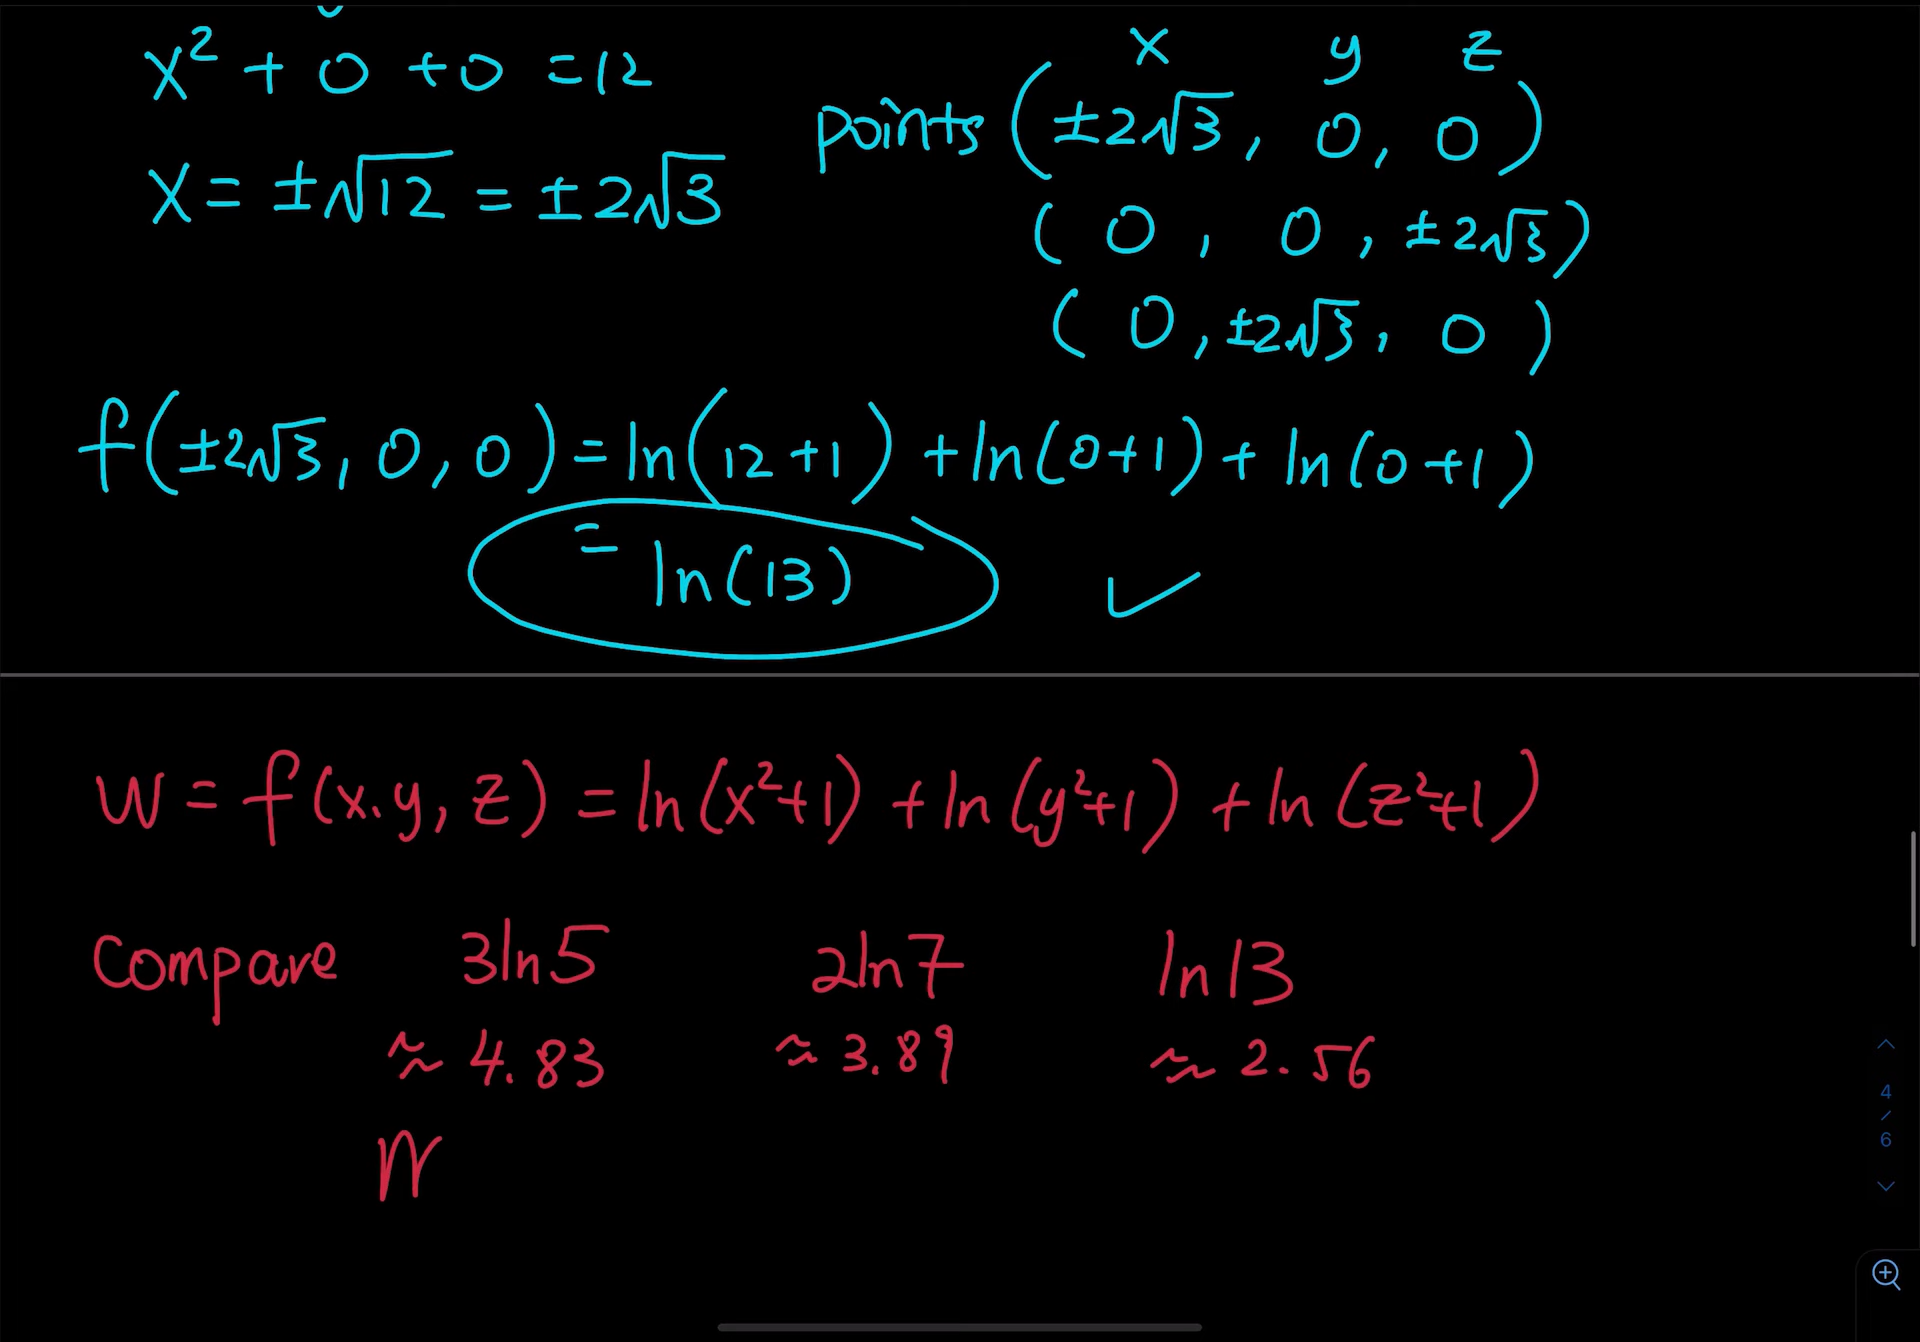 x² + 0 + 0 = 12
x = ±√12 = ±2√3
x y z
points (±2√3, 0, 0)
(0, 0, ±2√3)
(0, ±2√3, 0)
f(±2√3, 0, 0) = ln(12+1) + ln(0+1) + ln(0+1)
= ln(13) ✓
W = f(x, y, z) = ln(x²+1) + ln(y²+1) + ln(z²+1)
Compare 3ln5 2ln7 ln13
≈ 4.83 ≈ 3.89 ≈ 2.56
4
/
6